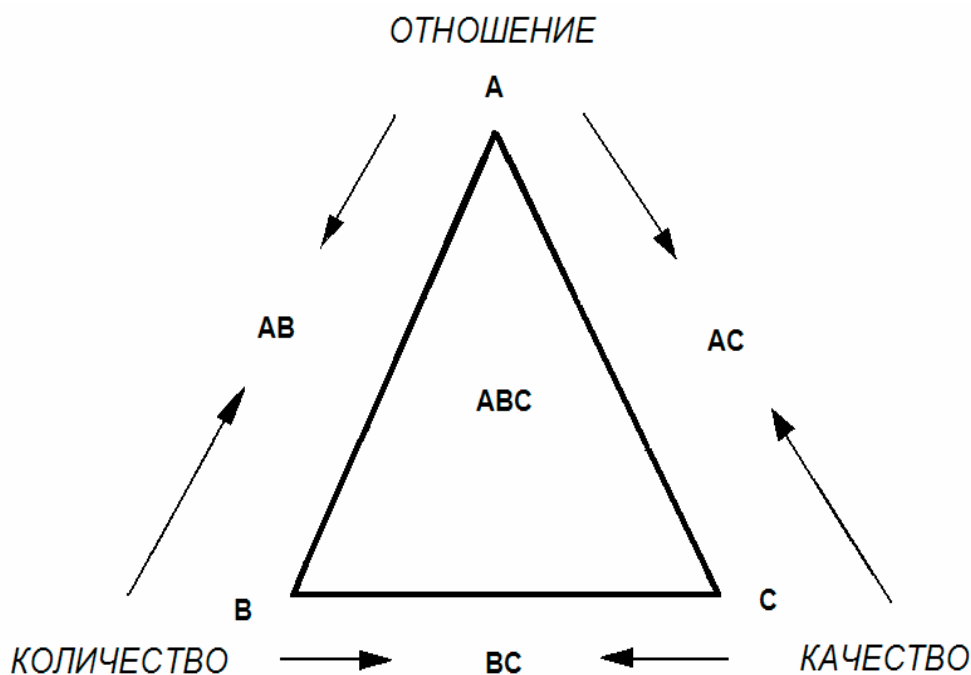 ОТНОШЕНИЕ
A
AB
AC
ABC
B
C
КОЛИЧЕСТВО
BC
КАЧЕСТВО